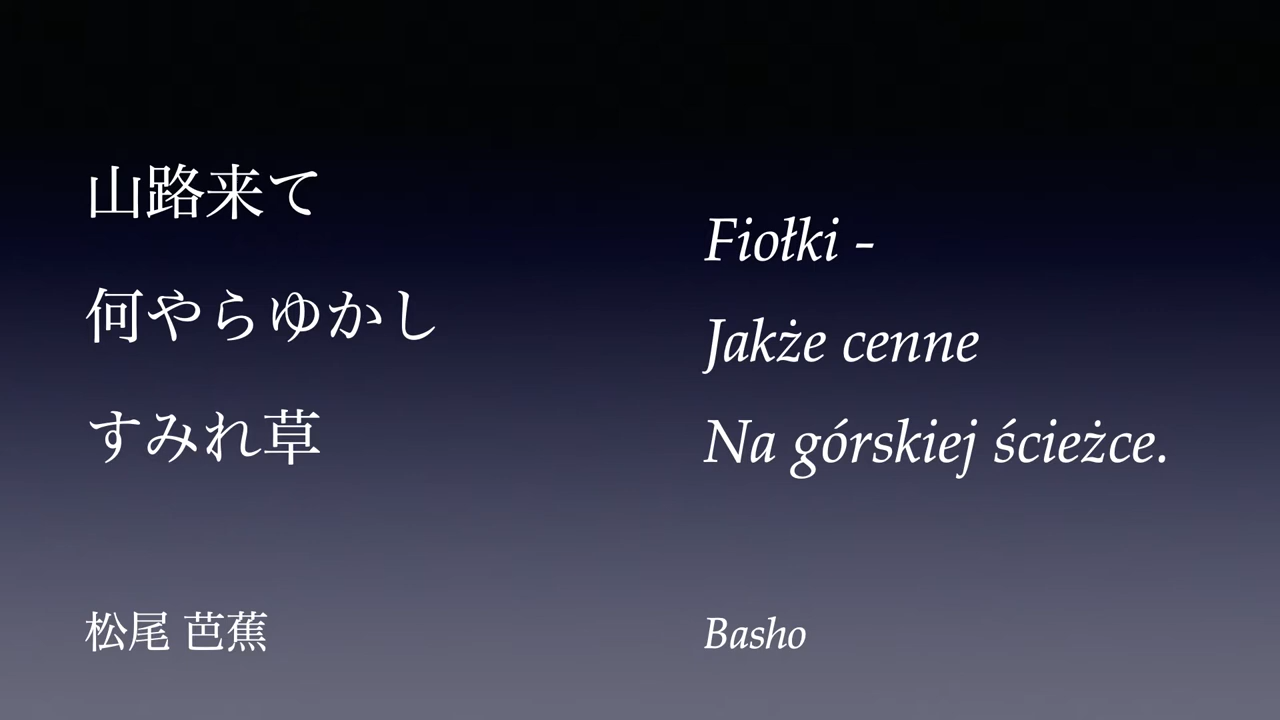 山路来て
何やらゆかし
すみれ草
松尾 芭蕉
Fiołki -
Jakże cenne
Na górskiej ścieżce.
Basho